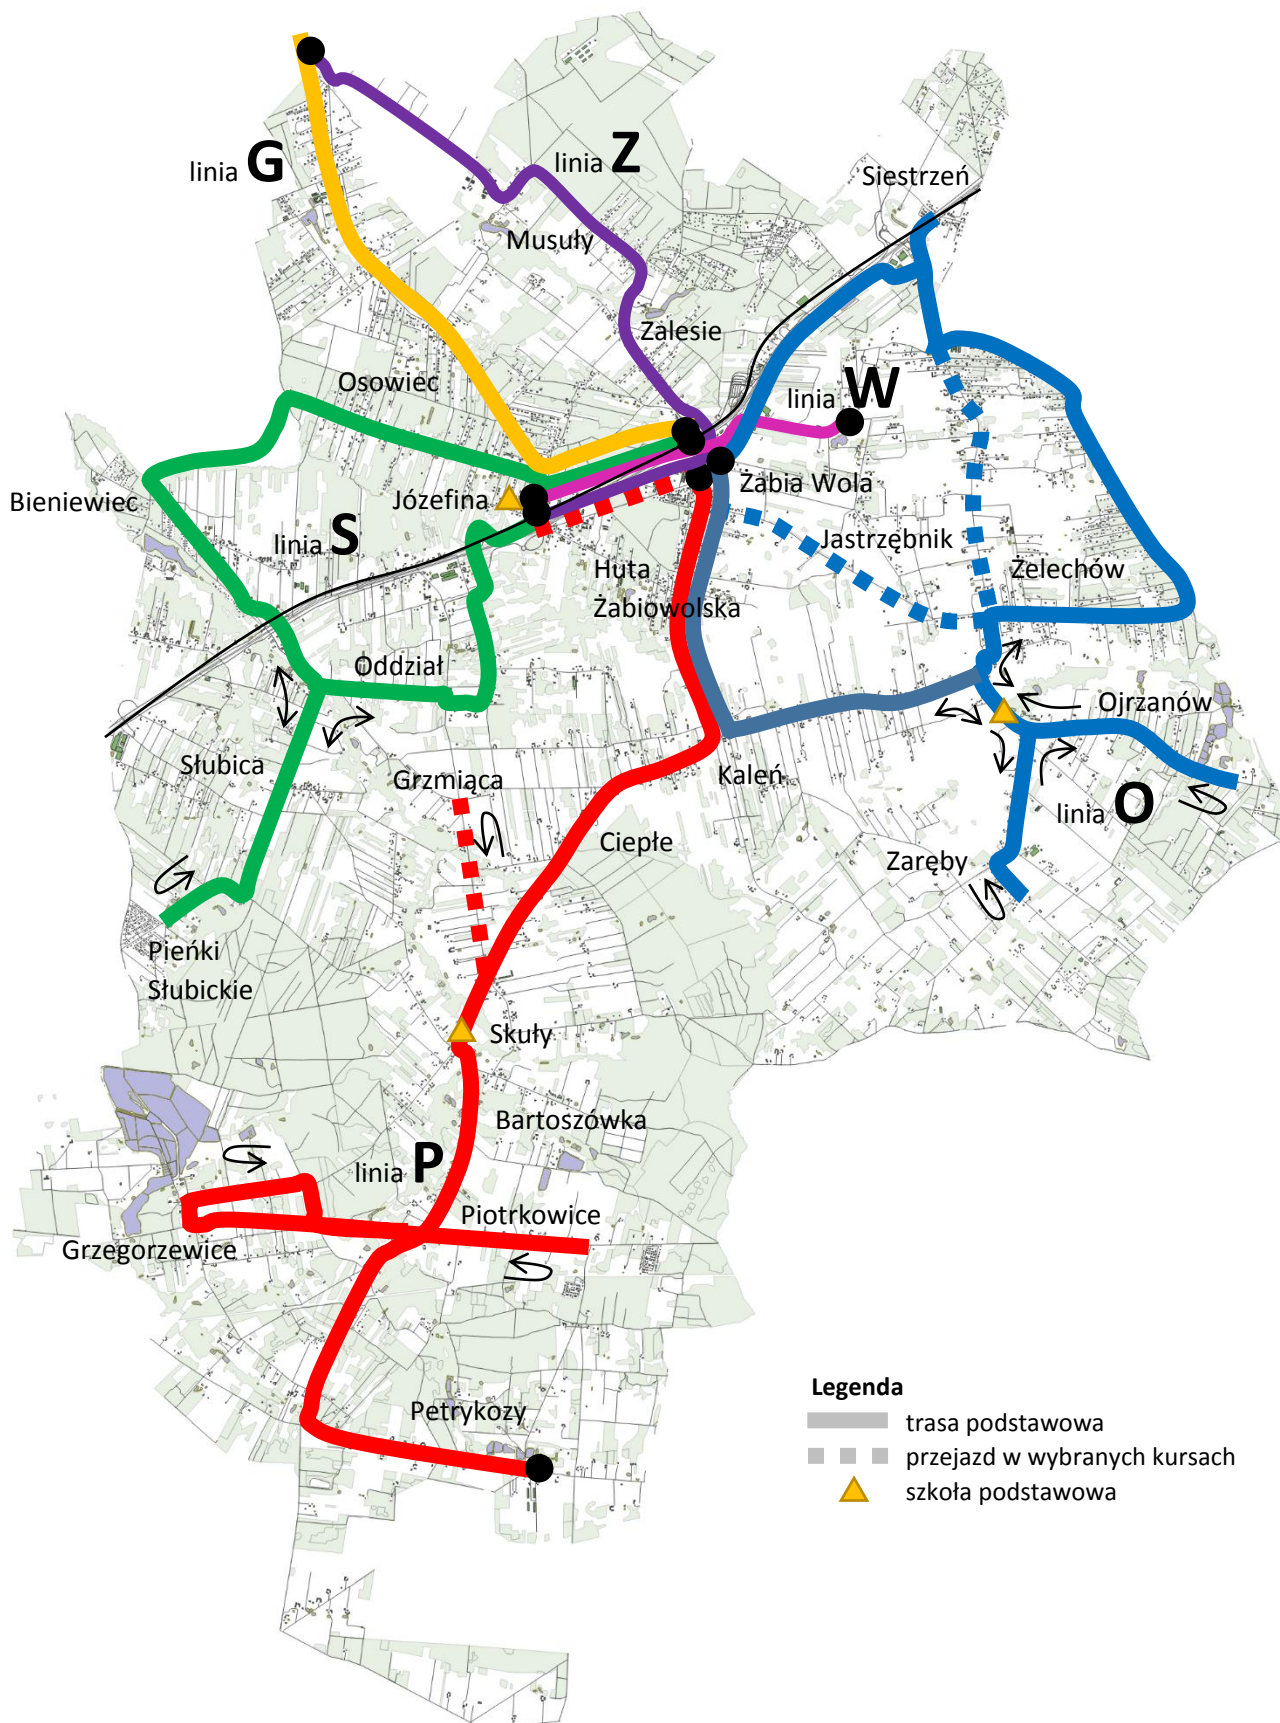 linia G
linia Z
Siestrzeń
Musuły
Zalesie
Osowiec
linia W
Bieniewiec
Józefina
Żabia Wola
linia S
Jastrzębnik
Huta
Żabiowolska
Żelechów
Oddział
Ojrzanów
Słubica
Grzmiąca
Kaleń
linia O
Ciepłe
Zaręby
Pieńki
Słubickie
Skuły
Bartoszówka
linia P
Piotrkowice
Grzegorzewice
Petrykozy
Legenda
trasa podstawowa
przejazd w wybranych kursach
szkoła podstawowa